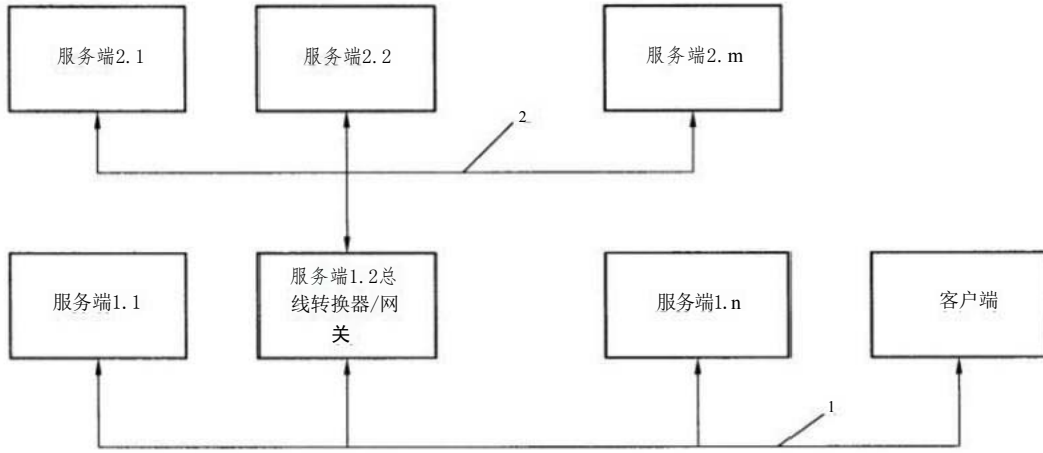 服务端2.1
服务端2.2
服务端2.m
2
服务端1.1
服务端1.2总
线转换器/网
关
服务端1.n
客户端
1